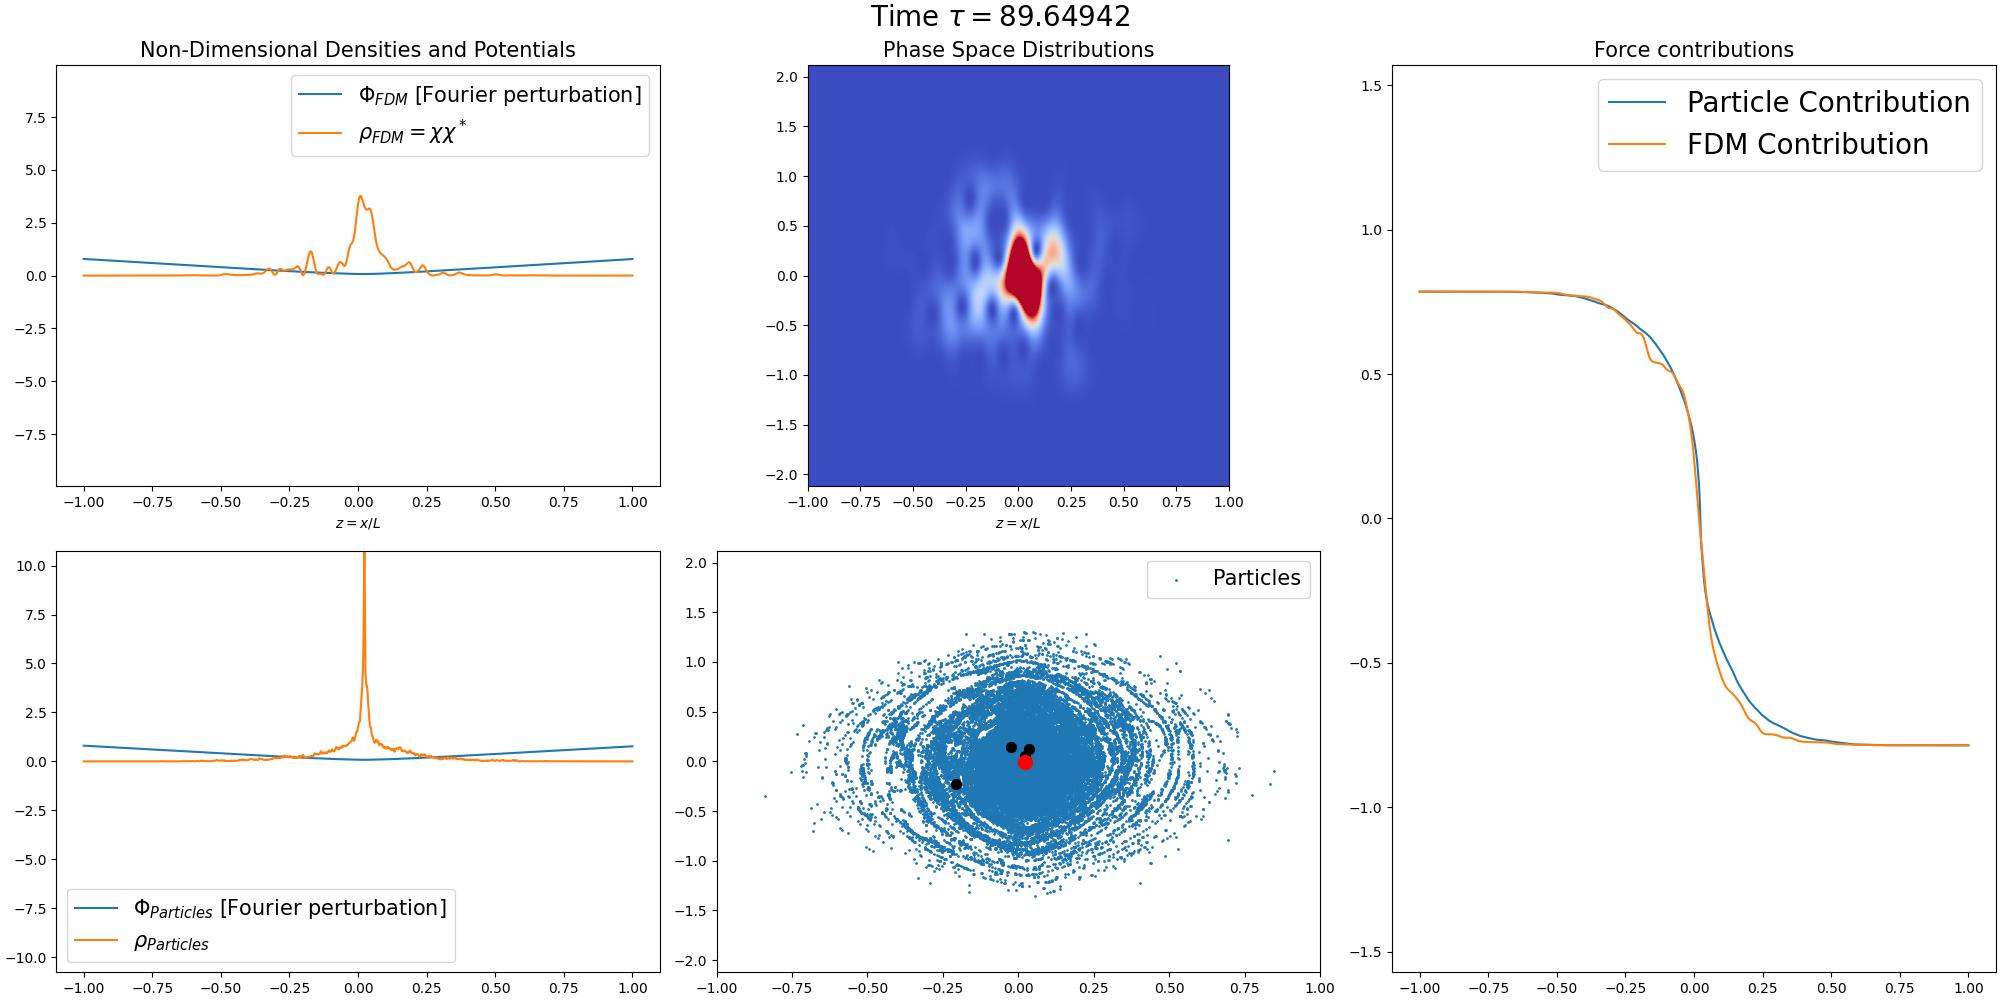 Time τ = 89.64942
Non-Dimensional Densities and Potentials
Φ_FDM [Fourier perturbation]
ρ_FDM = χχ*
7.5
5.0
2.5
0.0
−2.5
−5.0
−7.5
−1.00 −0.75 −0.50 −0.25 0.00 0.25 0.50 0.75 1.00
z = x/L
Phase Space Distributions
2.0
1.5
1.0
0.5
0.0
−0.5
−1.0
−1.5
−2.0
−1.00 −0.75 −0.50 −0.25 0.00 0.25 0.50 0.75 1.00
z = x/L
Force contributions
Particle Contribution
FDM Contribution
1.5
1.0
0.5
0.0
−0.5
−1.0
−1.5
−1.00 −0.75 −0.50 −0.25 0.00 0.25 0.50 0.75 1.00
10.0
7.5
5.0
2.5
0.0
−2.5
−5.0
−7.5
−10.0
Φ_Particles [Fourier perturbation]
ρ_Particles
−1.00 −0.75 −0.50 −0.25 0.00 0.25 0.50 0.75 1.00
Particles
2.0
1.5
1.0
0.5
0.0
−0.5
−1.0
−1.5
−2.0
−1.00 −0.75 −0.50 −0.25 0.00 0.25 0.50 0.75 1.00